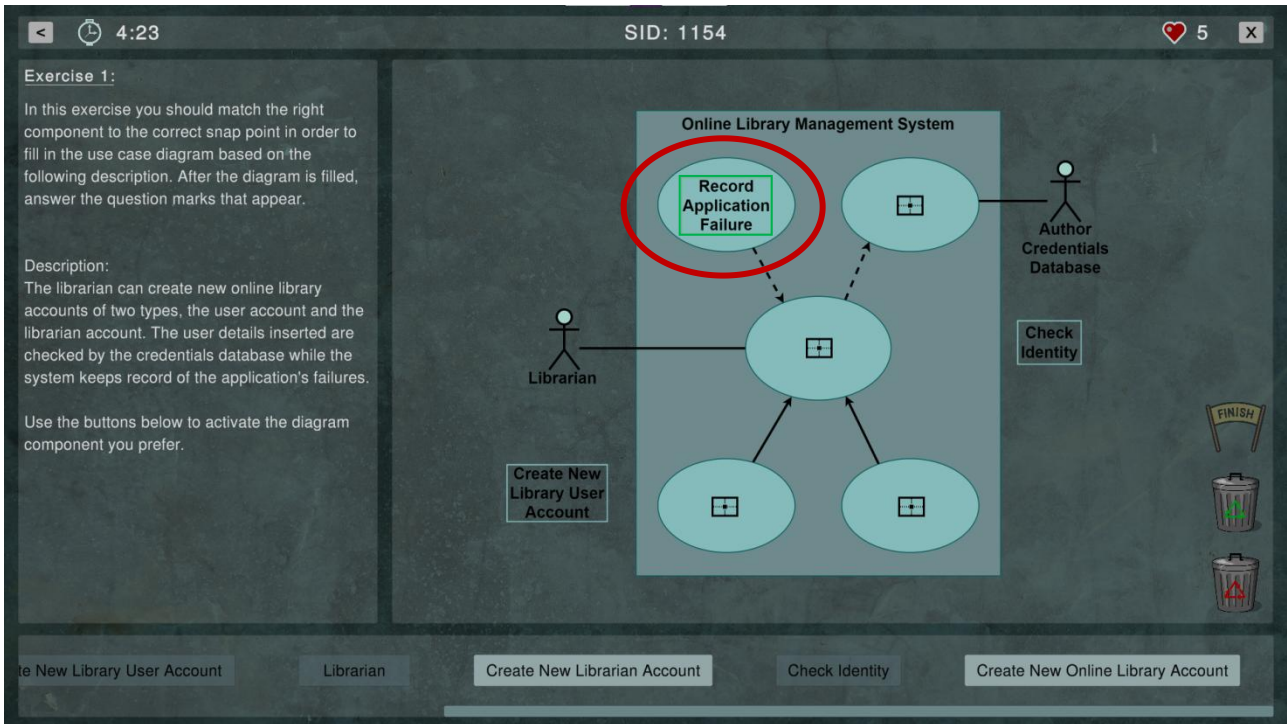 <
4:23
SID: 1154
5
X
Exercise 1:
In this exercise you should match the right
component to the correct snap point in order to
fill in the use case diagram based on the
following description. After the diagram is filled,
answer the question marks that appear.
Description:
The librarian can create new online library
accounts of two types, the user account and the
librarian account. The user details inserted are
checked by the credentials database while the
system keeps record of the application's failures.
Use the buttons below to activate the diagram
component you prefer.
Online Library Management System
Record
Application
Failure
Author
Credentials
Database
Check
Identity
Librarian
Create New
Library User
Account
FINISH
te New Library User Account
Librarian
Create New Librarian Account
Check Identity
Create New Online Library Account